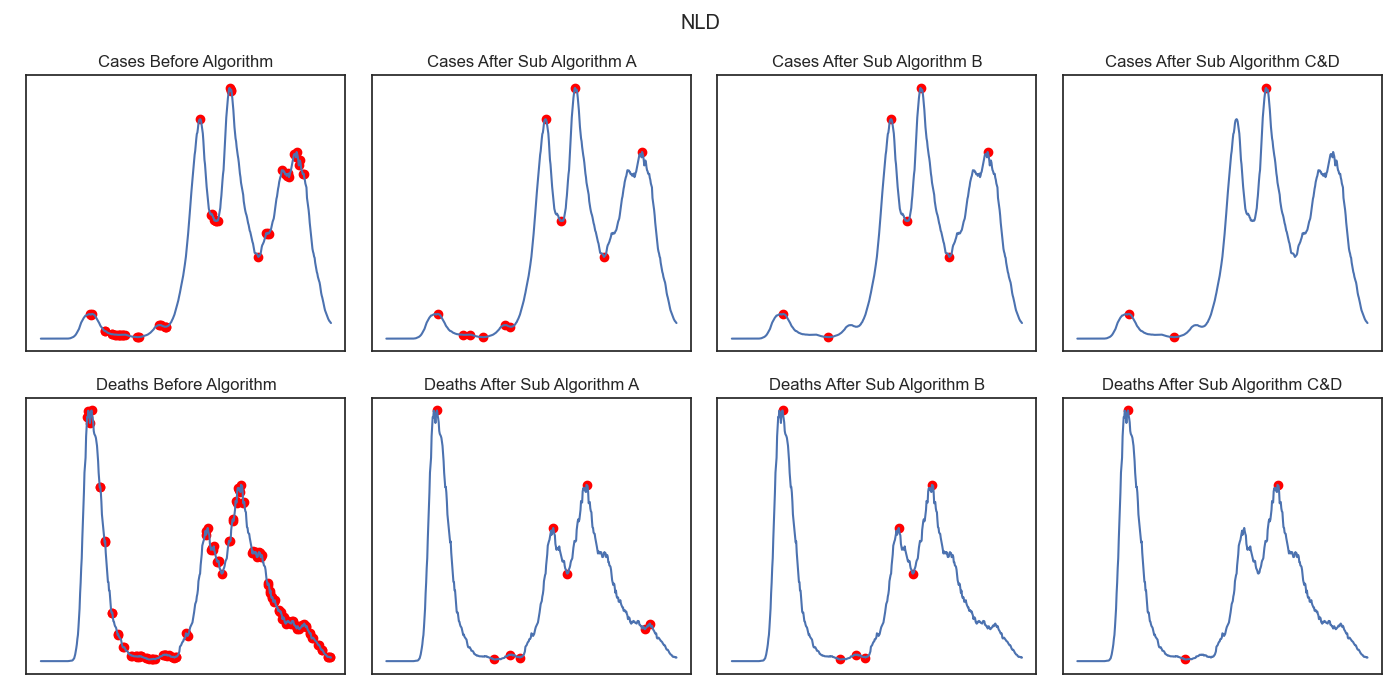 NLD
Cases Before Algorithm
Cases After Sub Algorithm A
Cases After Sub Algorithm B
Cases After Sub Algorithm C&D
Deaths Before Algorithm
Deaths After Sub Algorithm A
Deaths After Sub Algorithm B
Deaths After Sub Algorithm C&D